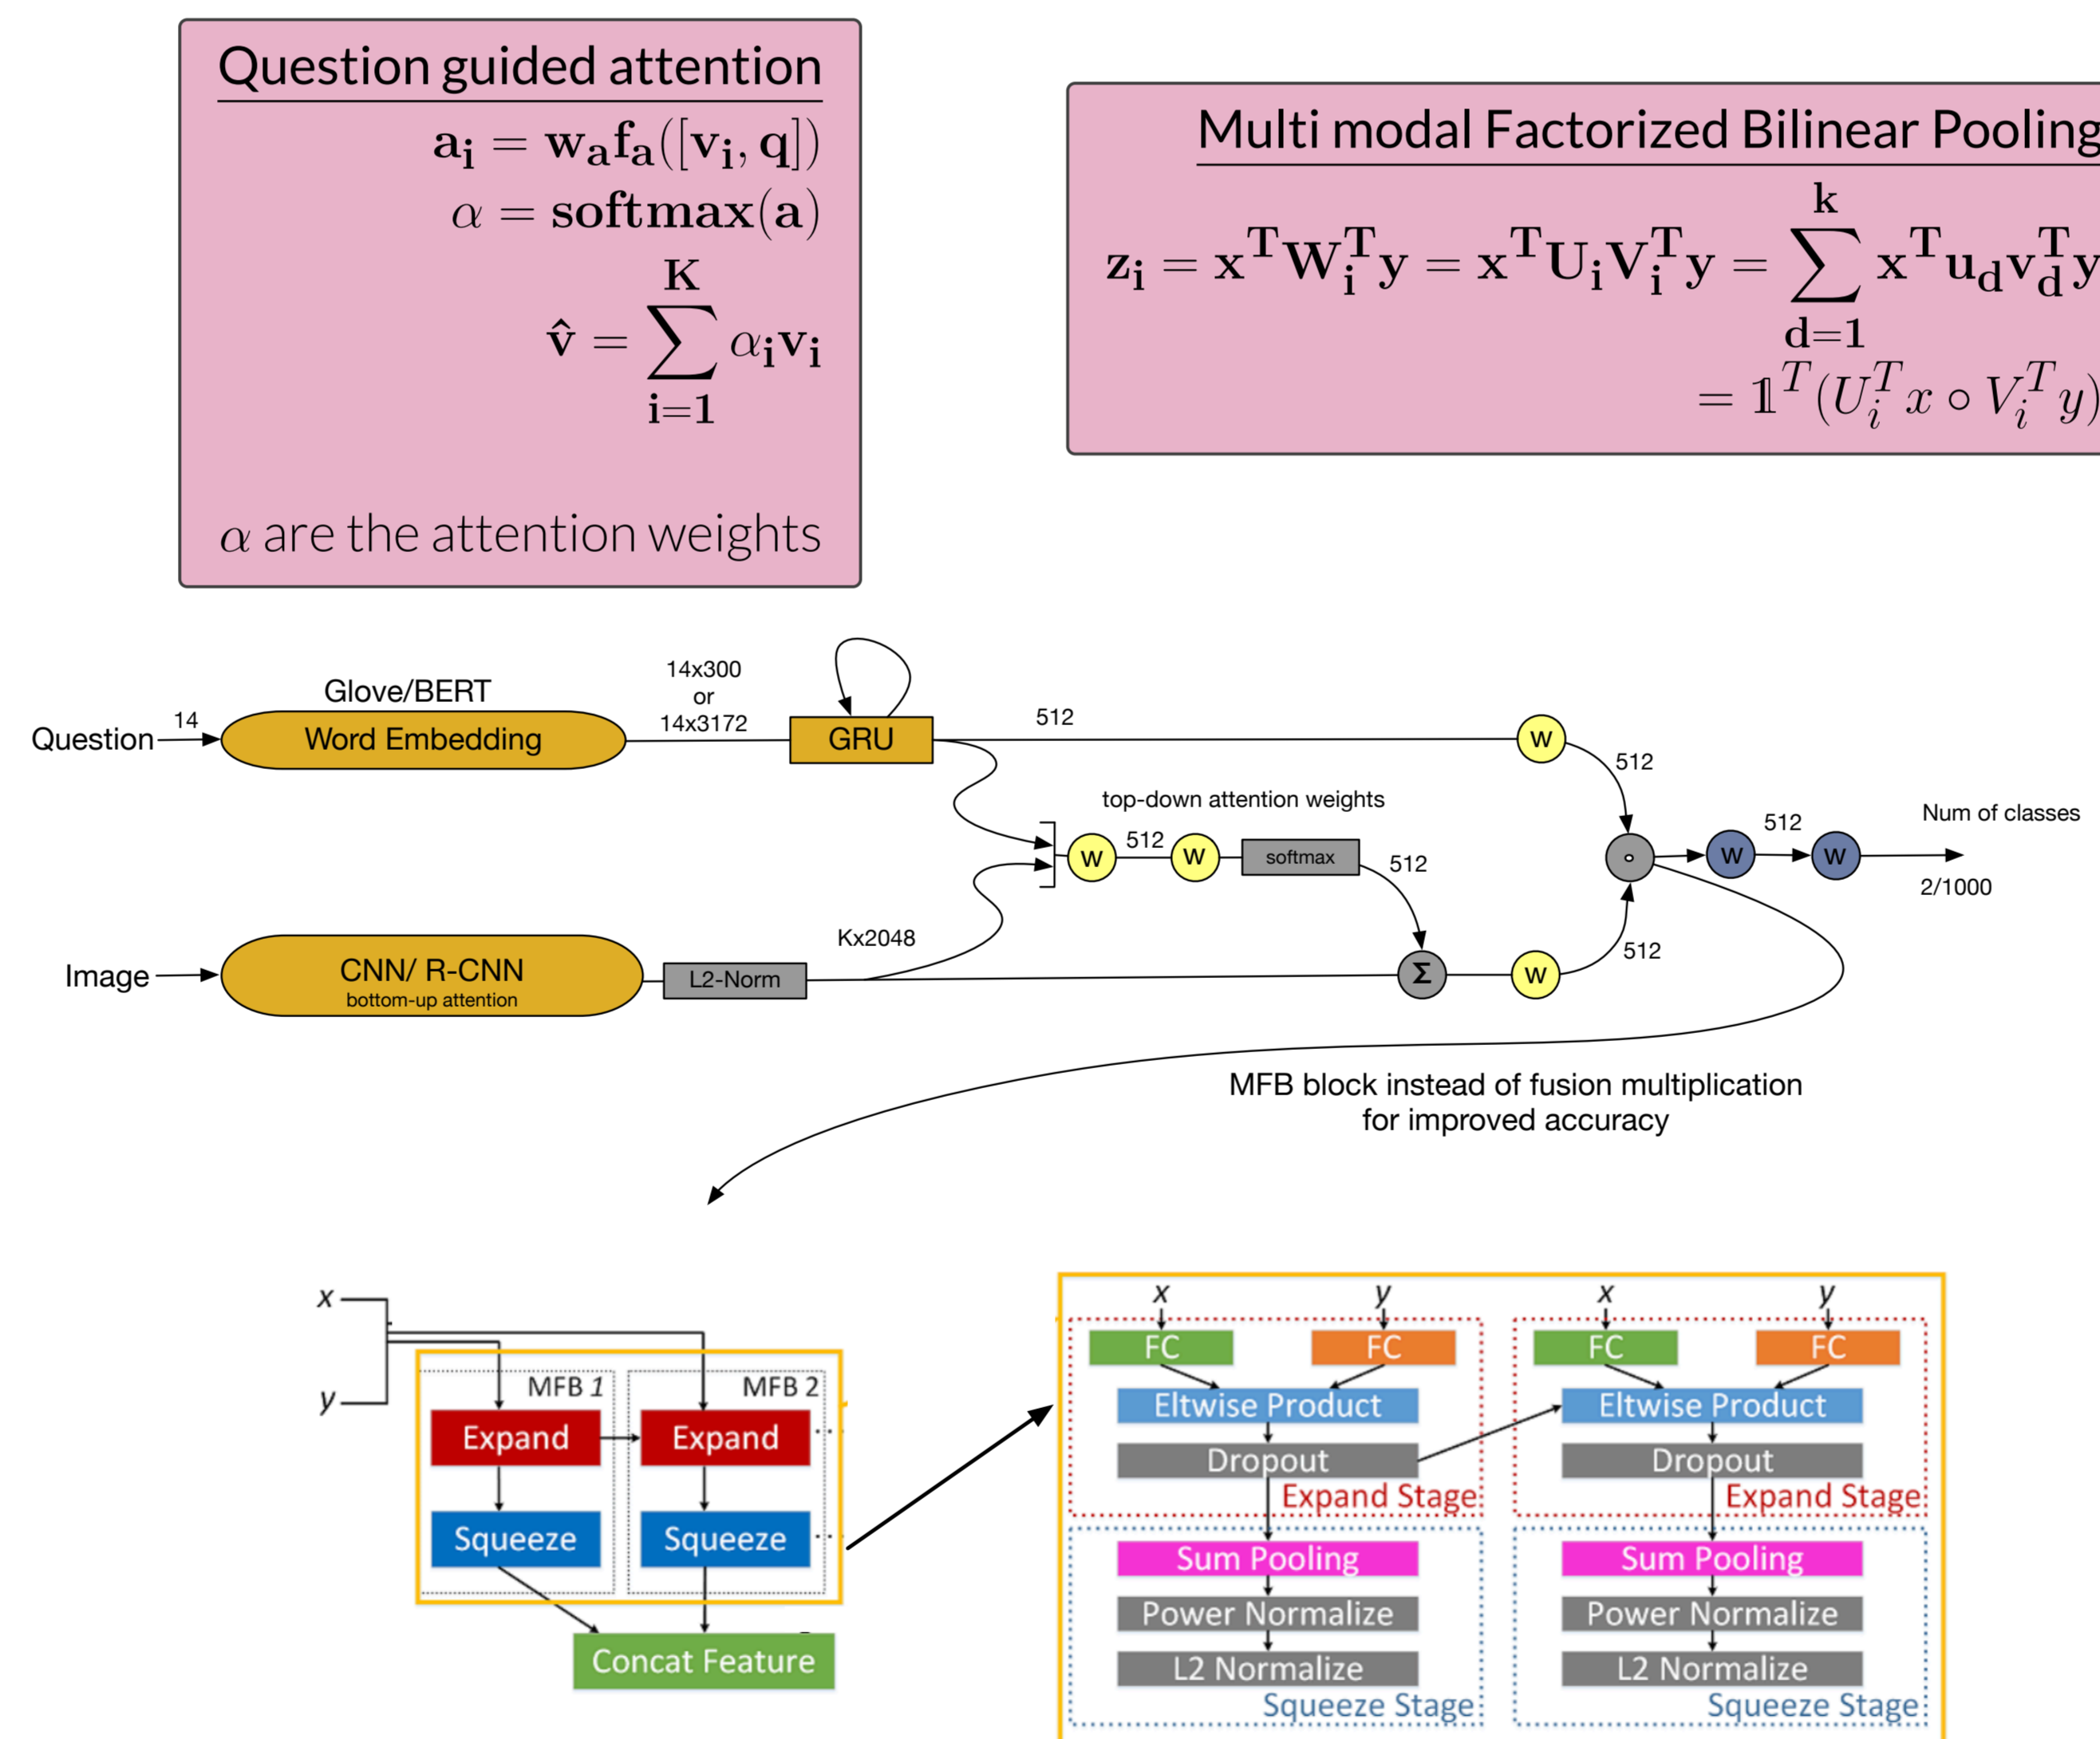 Question guided attention
a_i = w_a f_a([v_i, q])
α = softmax(a)
v̂ = ∑_{i=1}^{K} α_i v_i
α are the attention weights
Multi modal Factorized Bilinear Pooling
z_i = x^T W_i^T y = x^T U_i V_i^T y = ∑_{d=1}^{k} x^T u_d v_d^T y
= 𝟙^T (U_i^T x ∘ V_i^T y)
Glove/BERT
14x300
or
14x3172
Question
14
Word Embedding
GRU
512
W
512
top-down attention weights
W
512
W
softmax
512
∘
W
512
W
Num of classes
2/1000
Kx2048
Image
CNN/ R-CNN
bottom-up attention
L2-Norm
Σ
W
512
MFB block instead of fusion multiplication
for improved accuracy
x
y
MFB 1
MFB 2
Expand
Expand
Squeeze
Squeeze
Concat Feature
x
y
x
y
FC
FC
FC
FC
Eltwise Product
Eltwise Product
Dropout
Dropout
Expand Stage
Expand Stage
Sum Pooling
Sum Pooling
Power Normalize
Power Normalize
L2 Normalize
L2 Normalize
Squeeze Stage
Squeeze Stage